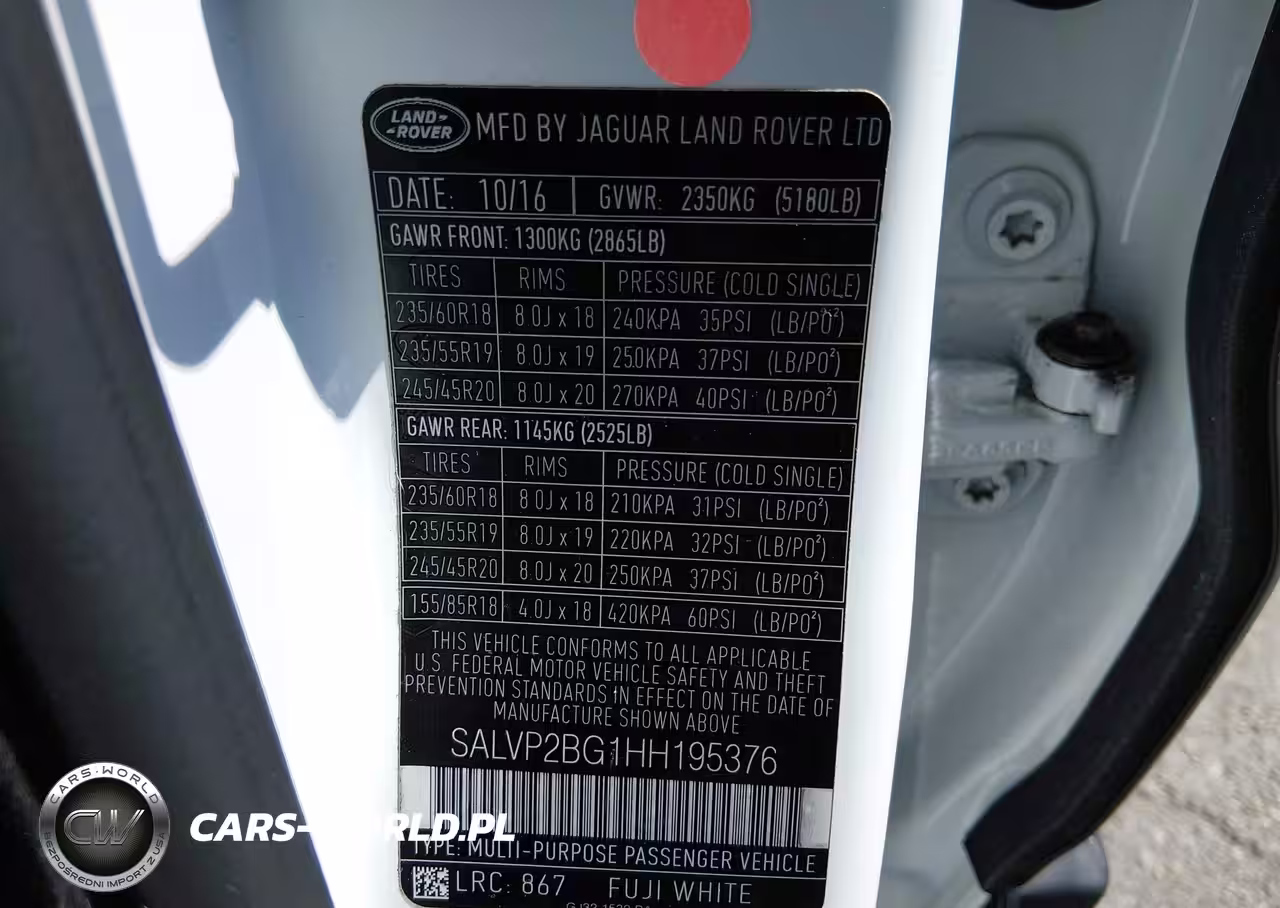 LAND-
-ROVER
MFD BY JAGUAR LAND ROVER LTD
DATE: 10/16 GVWR: 2350KG (5180LB)
GAWR FRONT: 1300KG (2865LB)
TIRES RIMS PRESSURE (COLD SINGLE)
235/60R18 8.0J x 18 240KPA 35PSI (LB/PO²)
235/55R19 8.0J x 19 250KPA 37PSI (LB/PO²)
245/45R20 8.0J x 20 270KPA 40PSI (LB/PO²)
GAWR REAR: 1145KG (2525LB)
TIRES RIMS PRESSURE (COLD SINGLE)
235/60R18 8.0J x 18 210KPA 31PSI (LB/PO²)
235/55R19 8.0J x 19 220KPA 32PSI (LB/PO²)
245/45R20 8.0J x 20 250KPA 37PSI (LB/PO²)
155/85R18 4.0J x 18 420KPA 60PSI (LB/PO²)
THIS VEHICLE CONFORMS TO ALL APPLICABLE
U.S. FEDERAL MOTOR VEHICLE SAFETY AND THEFT
PREVENTION STANDARDS IN EFFECT ON THE DATE OF
MANUFACTURE SHOWN ABOVE
SALVP2BG1HH195376
TYPE: MULTI-PURPOSE PASSENGER VEHICLE
LRC: 867 FUJI WHITE
CARS-WORLD
CW
BEZPOŚREDNI IMPORT Z USA
CARS-WORLD.PL